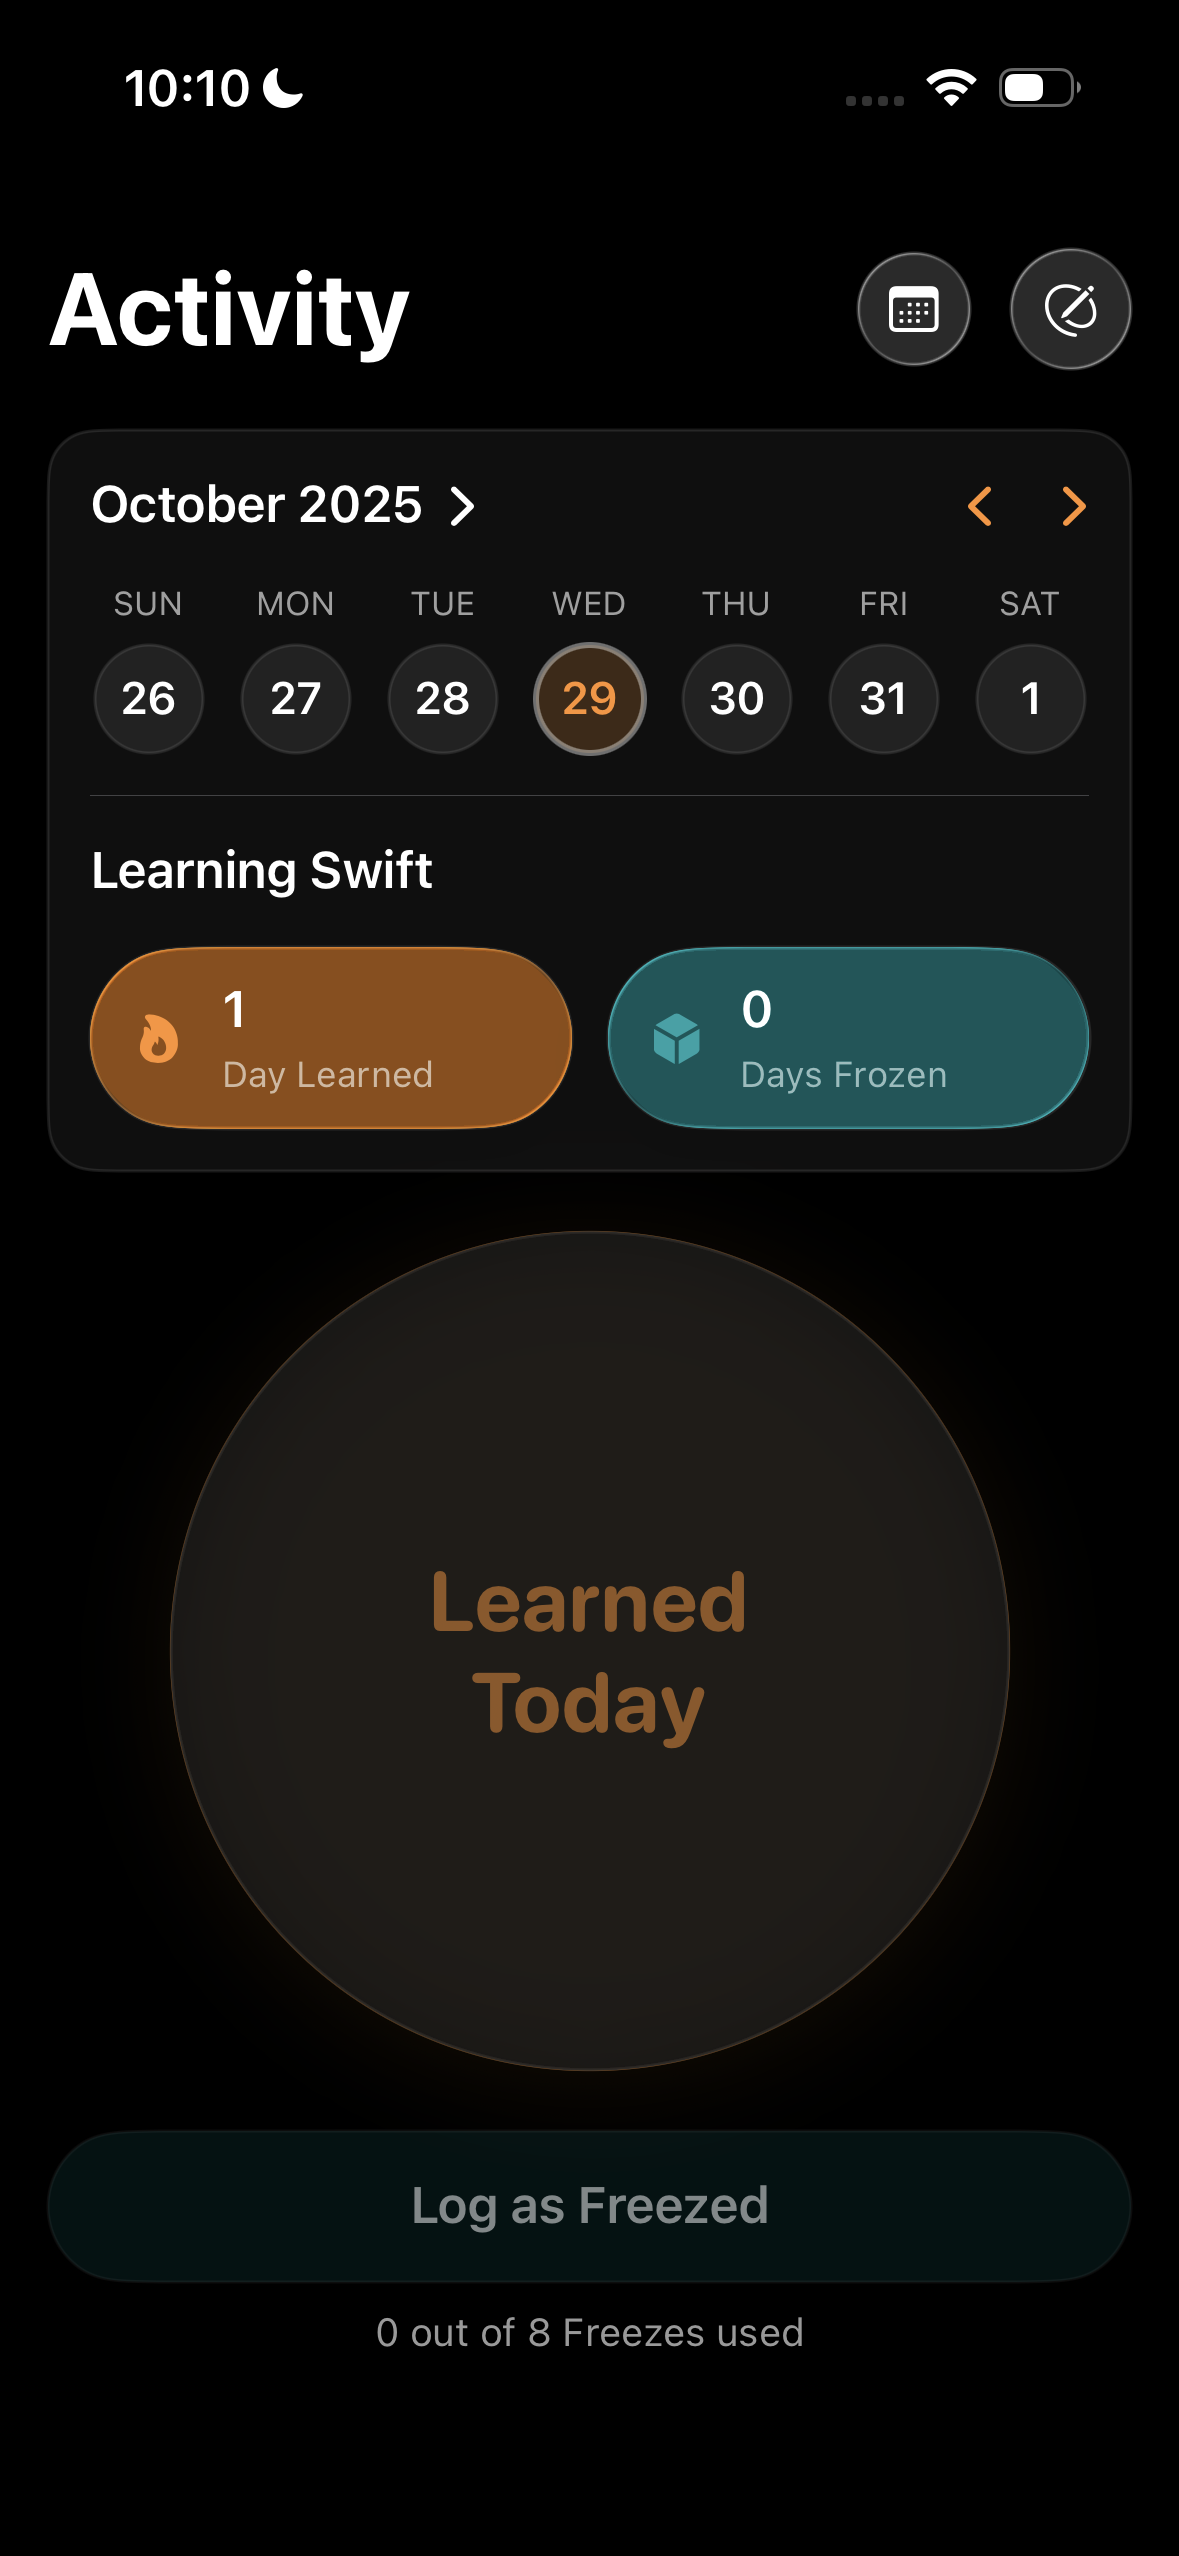 10:10
Activity
October 2025
SUN MON TUE WED THU FRI SAT
26 27 28 29 30 31 1
Learning Swift
1
Day Learned
0
Days Frozen
Learned
Today
Log as Freezed
0 out of 8 Freezes used